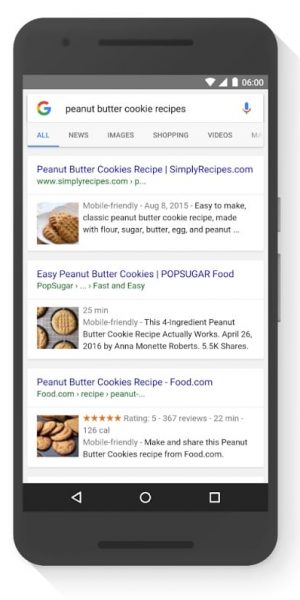 06:00
peanut butter cookie recipes
ALL NEWS IMAGES SHOPPING VIDEOS MA
Peanut Butter Cookies Recipe | SimplyRecipes.com
www.simplyrecipes.com › p...
Mobile-friendly - Aug 8, 2015 - Easy to make,
classic peanut butter cookie recipe, made
with flour, sugar, butter, egg, and peanut ...
Easy Peanut Butter Cookies | POPSUGAR Food
PopSugar › ... › Fast and Easy
25 min
Mobile-friendly - This 4-Ingredient Peanut
Butter Cookie Recipe Actually Works. April 26,
2016 by Anna Monette Roberts. 5.5K Shares.
Peanut Butter Cookies Recipe - Food.com
Food.com › recipe › peanut-...
★★★★★ Rating: 5 - 367 reviews - 22 min -
126 cal
Mobile-friendly - Make and share this Peanut
Butter Cookies recipe from Food.com.